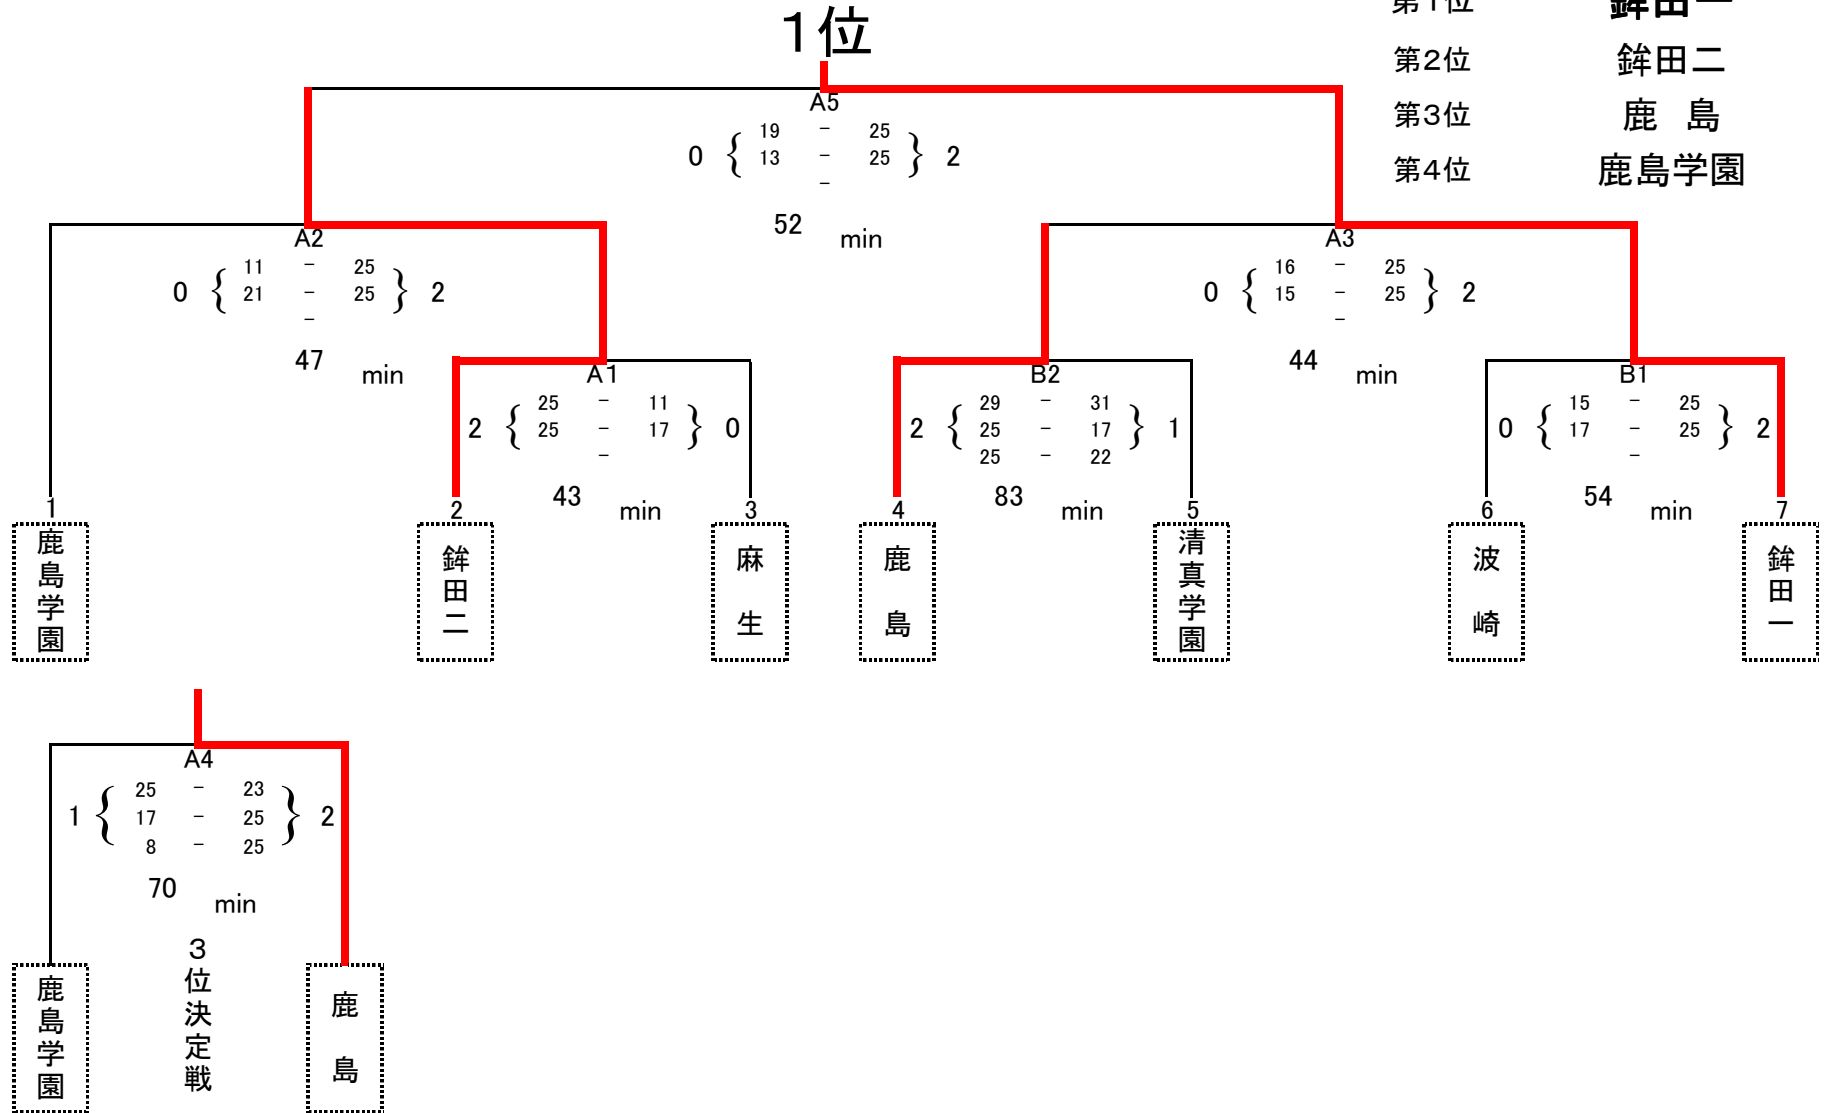 1位
第1位 鉾田一
第2位 鉾田二
第3位 鹿 島
第4位 鹿島学園
A5
0 { 19 - 25 } 2
13 - 25
-
52 min
A2
0 { 11 - 25 } 2
21 - 25
-
47 min
A3
0 { 16 - 25 } 2
15 - 25
-
44 min
A1
2 { 25 - 11 } 0
25 - 17
-
43 min
B2
2 { 29 - 31 } 1
25 - 17
25 - 22
83 min
B1
0 { 15 - 25 } 2
17 - 25
-
54 min
1 2 3 4 5 6 7
鹿島学園
鉾田二
麻生
鹿島
清真学園
波崎
鉾田一
A4
1 { 25 - 23 } 2
17 - 25
8 - 25
70 min
鹿島学園
3位決定戦
鹿島